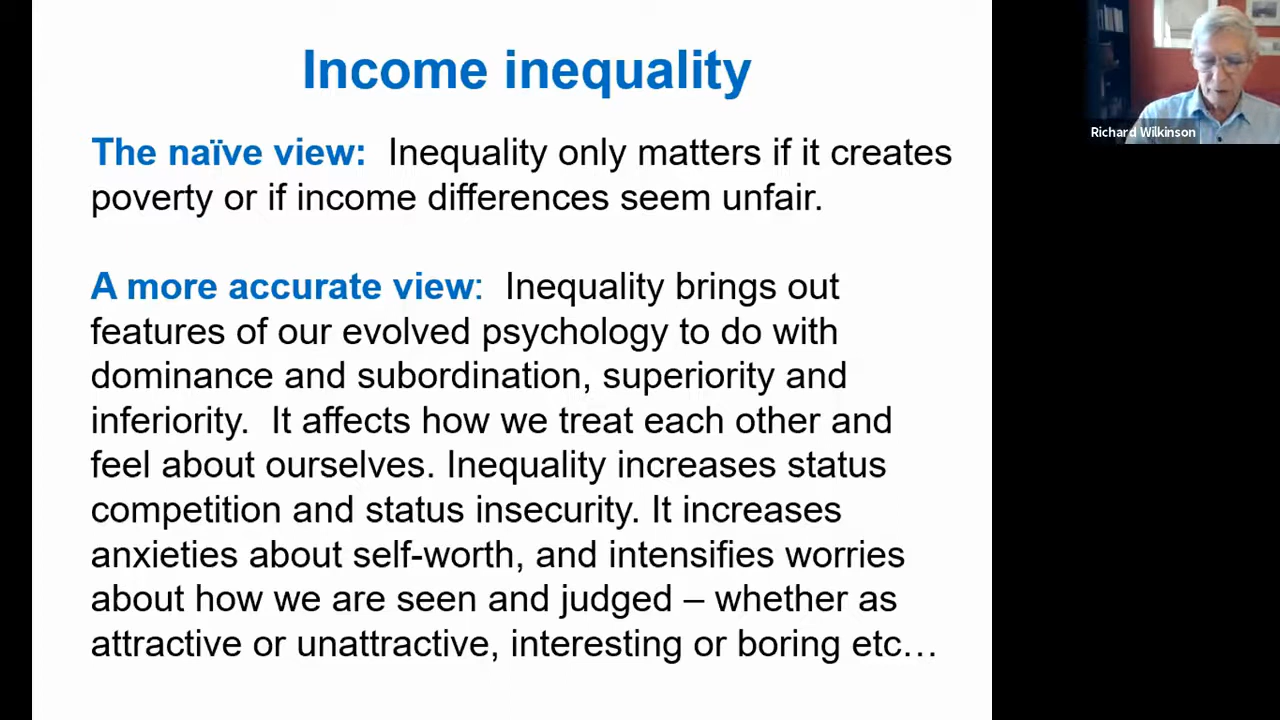 Income inequality
The naïve view: Inequality only matters if it creates
poverty or if income differences seem unfair.
A more accurate view: Inequality brings out
features of our evolved psychology to do with
dominance and subordination, superiority and
inferiority. It affects how we treat each other and
feel about ourselves. Inequality increases status
competition and status insecurity. It increases
anxieties about self-worth, and intensifies worries
about how we are seen and judged – whether as
attractive or unattractive, interesting or boring etc…
Richard Wilkinson